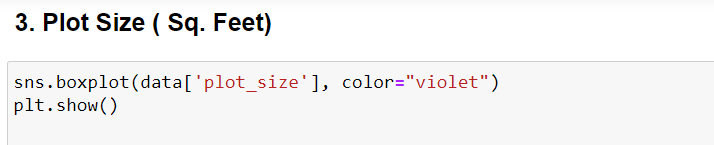 3. Plot Size ( Sq. Feet)
sns.boxplot(data['plot_size'], color="violet")
plt.show()